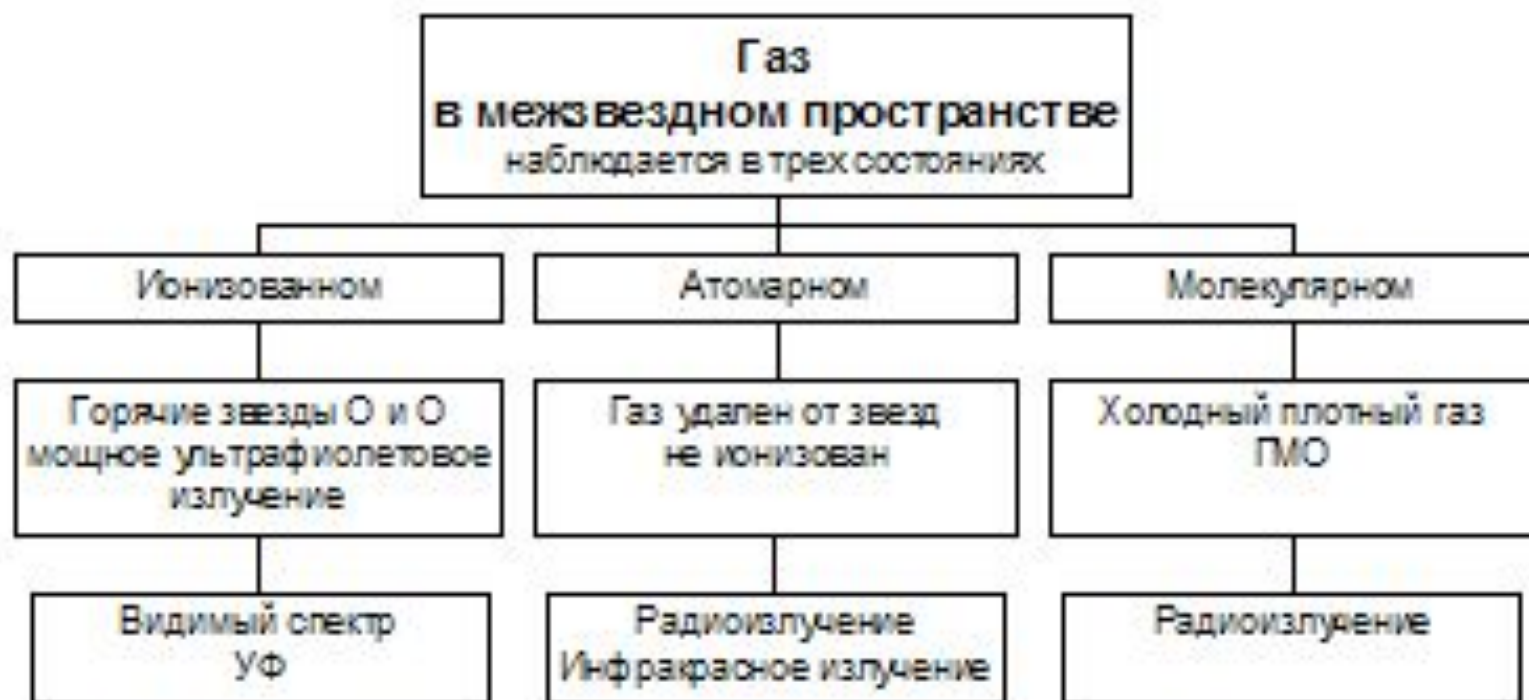 Газ
в межзвездном пространстве
наблюдается в трех состояниях
Ионизованном
Атомарном
Молекулярном
Горячие звезды О и О
мощное ультрафиолетовое
излучение
Газ удален от звезд
не ионизован
Холодный плотный газ
ГМО
Видимый спектр
УФ
Радиоизлучение
Инфракрасное излучение
Радиоизлучение